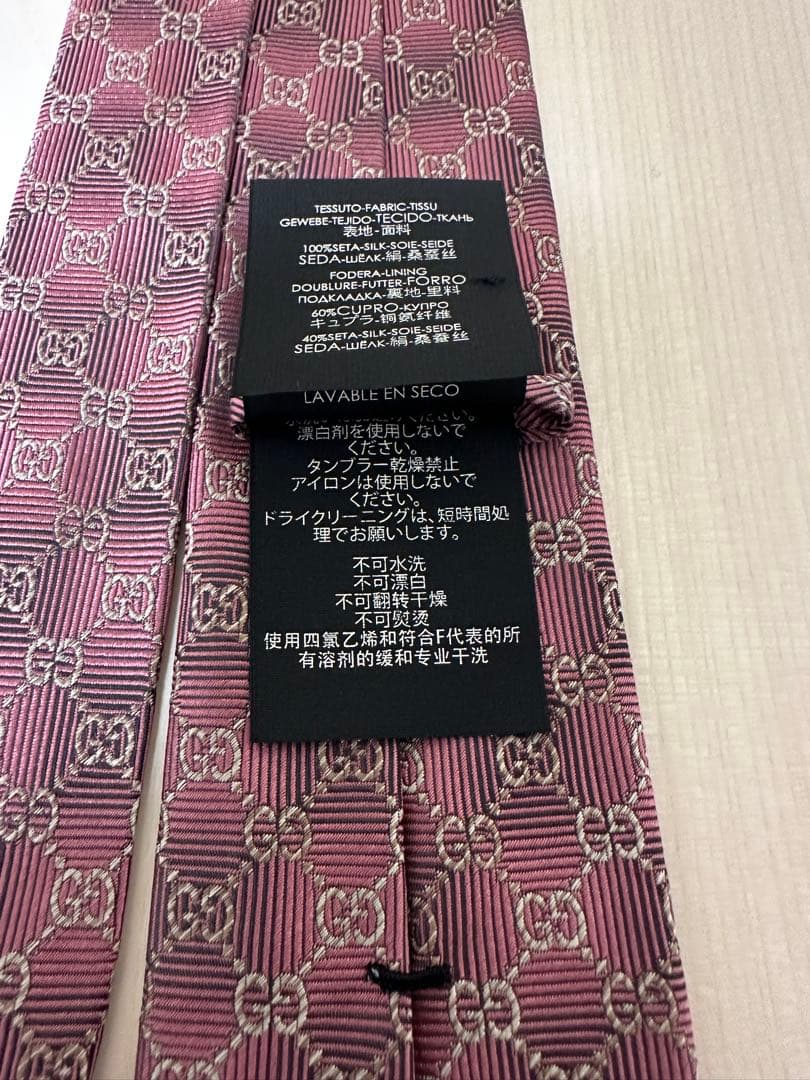 TESSUTO-FABRIC-TISSU
GEWEBE-TEJIDO-TECIDO-ТКАНЬ
表地-面料
100%SETA-SILK-SOIE-SEIDE
SEDA-ШЁЛК-絹-桑蚕丝
FODERA-LINING
DOUBLURE-FUTTER-FORRO
ПОДКЛАДКА-裏地-里料
60%CUPRO-КУПРО
キュプラ-铜氨纤维
40%SETA-SILK-SOIE-SEIDE
SEDA-ШЁЛК-絹-桑蚕丝
LAVABLE EN SECO
漂白剤を使用しないで
ください。
タンブラー乾燥禁止
アイロンは使用しないで
ください。
ドライクリーニングは、短時間処
理でお願いします。
不可水洗
不可漂白
不可翻转干燥
不可熨烫
使用四氯乙烯和符合F代表的所
有溶剂的缓和专业干洗